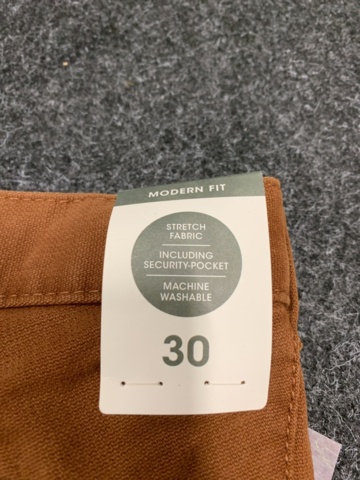 MODERN FIT
STRETCH
FABRIC
INCLUDING
SECURITY-POCKET
MACHINE
WASHABLE
30